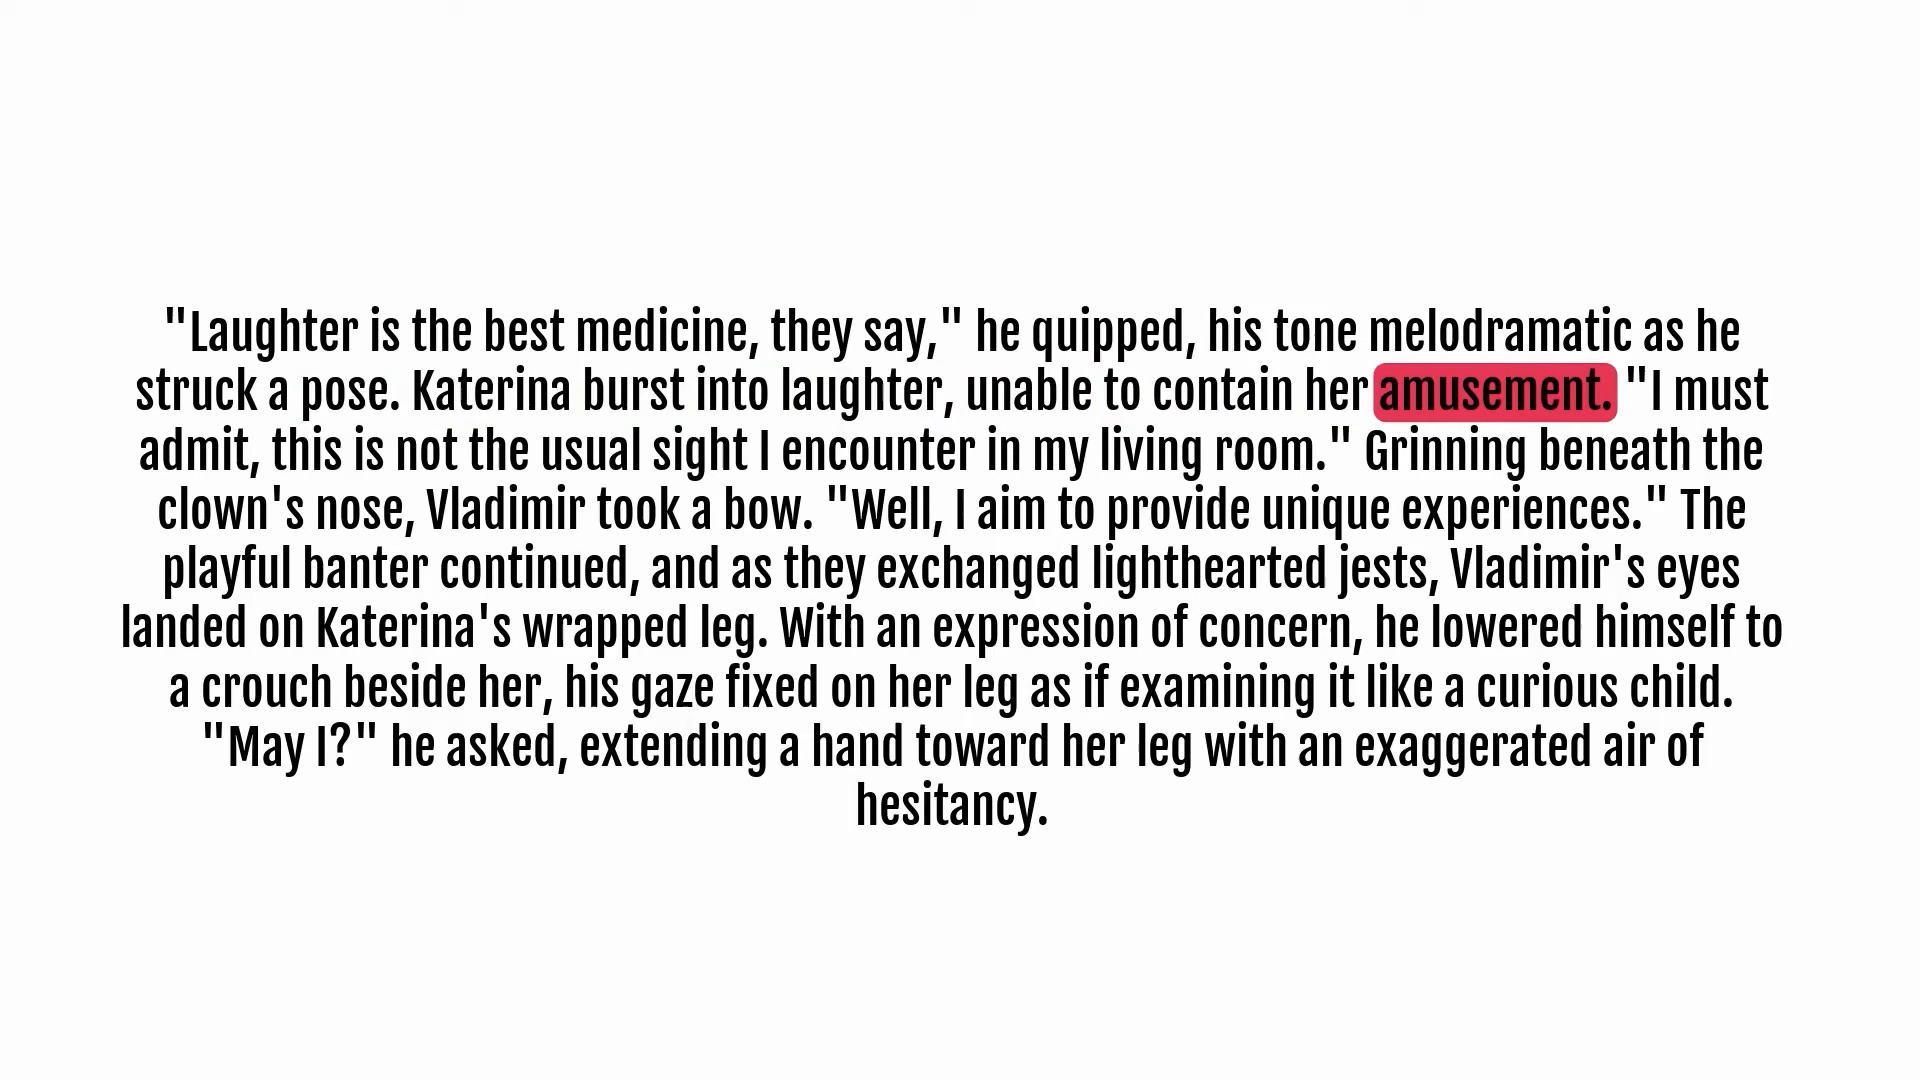 "Laughter is the best medicine, they say," he quipped, his tone melodramatic as he
struck a pose. Katerina burst into laughter, unable to contain her amusement. "I must
admit, this is not the usual sight I encounter in my living room." Grinning beneath the
clown's nose, Vladimir took a bow. "Well, I aim to provide unique experiences." The
playful banter continued, and as they exchanged lighthearted jests, Vladimir's eyes
landed on Katerina's wrapped leg. With an expression of concern, he lowered himself to
a crouch beside her, his gaze fixed on her leg as if examining it like a curious child.
"May I?" he asked, extending a hand toward her leg with an exaggerated air of
hesitancy.